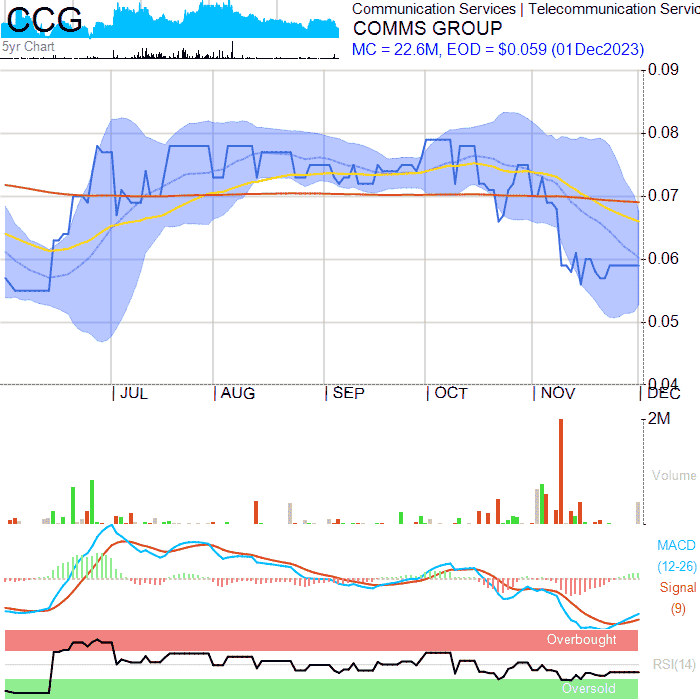 CCG
5yr Chart
Communication Services | Telecommunication Servic
COMMS GROUP
MC = 22.6M, EOD = $0.059 (01Dec2023)
0.09
0.08
0.07
0.06
0.05
0.04
JUL
AUG
SEP
OCT
NOV
DEC
2M
Volume
MACD
(12-26)
Signal
(9)
Overbought
RSI(14)
Oversold